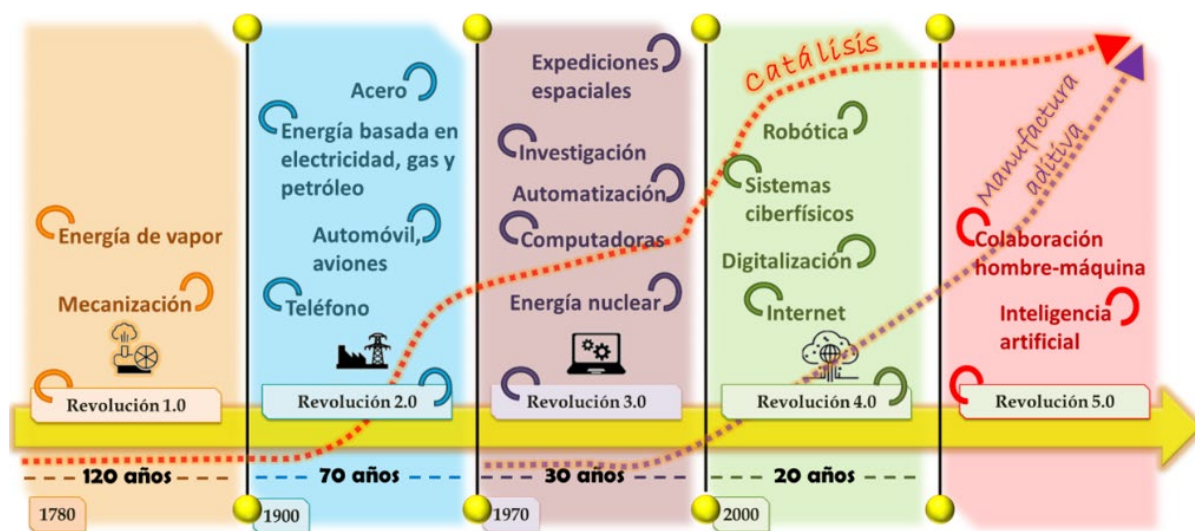 Energía de vapor
Mecanización
Revolución 1.0
120 años
1780
Acero
Energía basada en
electricidad, gas y
petróleo
Automóvil,
aviones
Teléfono
Revolución 2.0
70 años
1900
Expediciones
espaciales
Investigación
Automatización
Computadoras
Energía nuclear
Revolución 3.0
30 años
1970
Catálisis
Robótica
Sistemas
ciberfísicos
Digitalización
Internet
Revolución 4.0
20 años
2000
Manufactura
aditiva
Colaboración
hombre-máquina
Inteligencia
artificial
Revolución 5.0